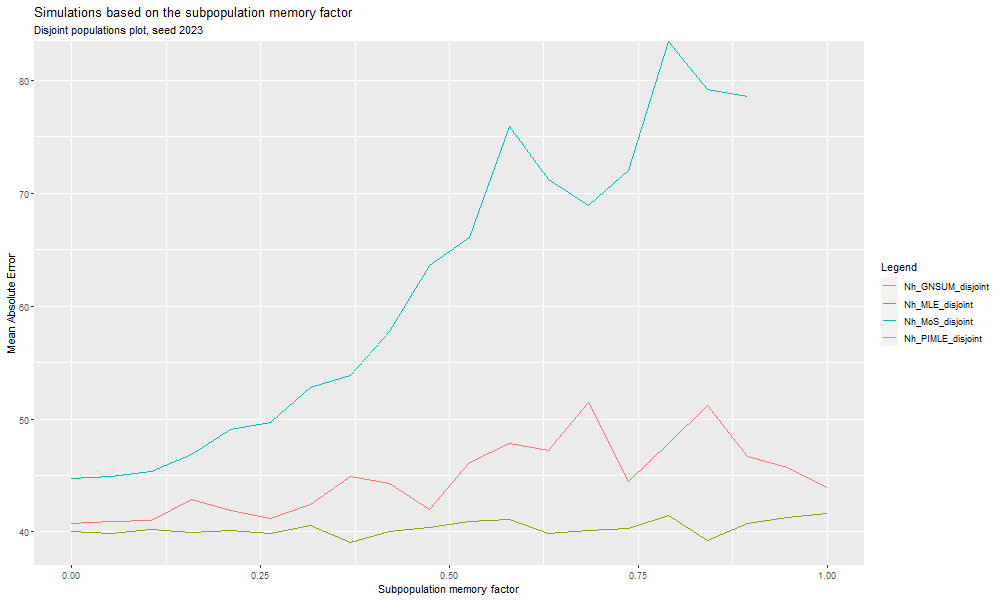 Simulations based on the subpopulation memory factor
Disjoint populations plot, seed 2023
80
70
60
50
40
Mean Absolute Error
0.00
0.25
0.50
0.75
1.00
Subpopulation memory factor
Legend
Nh_GNSUM_disjoint
Nh_MLE_disjoint
Nh_MoS_disjoint
Nh_PIMLE_disjoint